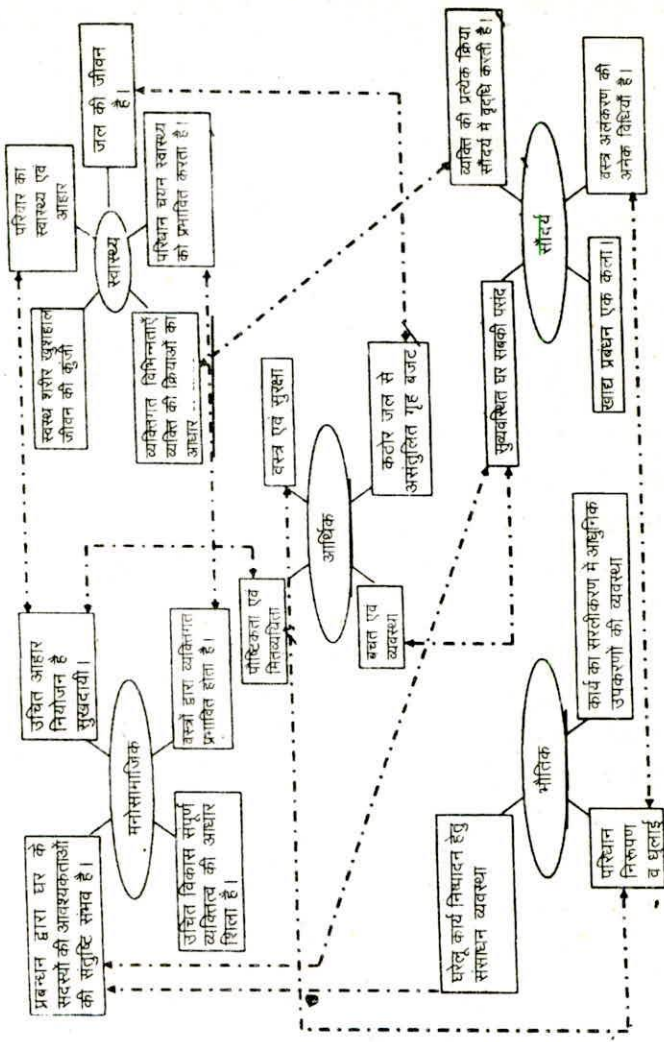 प्रबन्धन द्वारा घर के
सदस्यों की आवश्यकताओं
की संतुष्टि संभव है।
उचित आहार
नियोजन है
सुखदायी।
मनोसामाजिक
उचित विकास संपूर्ण
व्यक्तित्व की आधार
शिला है।
वस्त्रों द्वारा व्यक्तिगत
प्रभावित होता है।
स्वस्थ शरीर खुशहाल
जीवन की कुंजी
परिवार का
स्वास्थ्य एवं
आहार
जल की जीवन
है।
स्वास्थ्य
व्यक्तिगत विभिन्नताएँ
व्यक्ति की क्रियाओं का
आधार
परिधान चयन स्वास्थ्य
को प्रभावित करता है।
पौष्टिकता एवं
मितव्ययिता
वस्त्र एवं सुरक्षा
आर्थिक
बचत एवं
व्यवस्था
कठोर जल से
असंतुलित गृह बजट
घरेलू कार्य निष्पादन हेतु
संसाधन व्यवस्था
भौतिक
परिधान
निरूपण
व धुलाई
कार्य का सरलीकरण में आधुनिक
उपकरणों की व्यवस्था
सुव्यवस्थित घर सबकी पसंद
व्यक्ति की प्रत्येक क्रिया
सौदर्य में वृद्धि करती है।
सौदर्य
खाद्य प्रबंधन एक कला।
वस्त्र अलंकरण की
अनेक विधियाँ है।